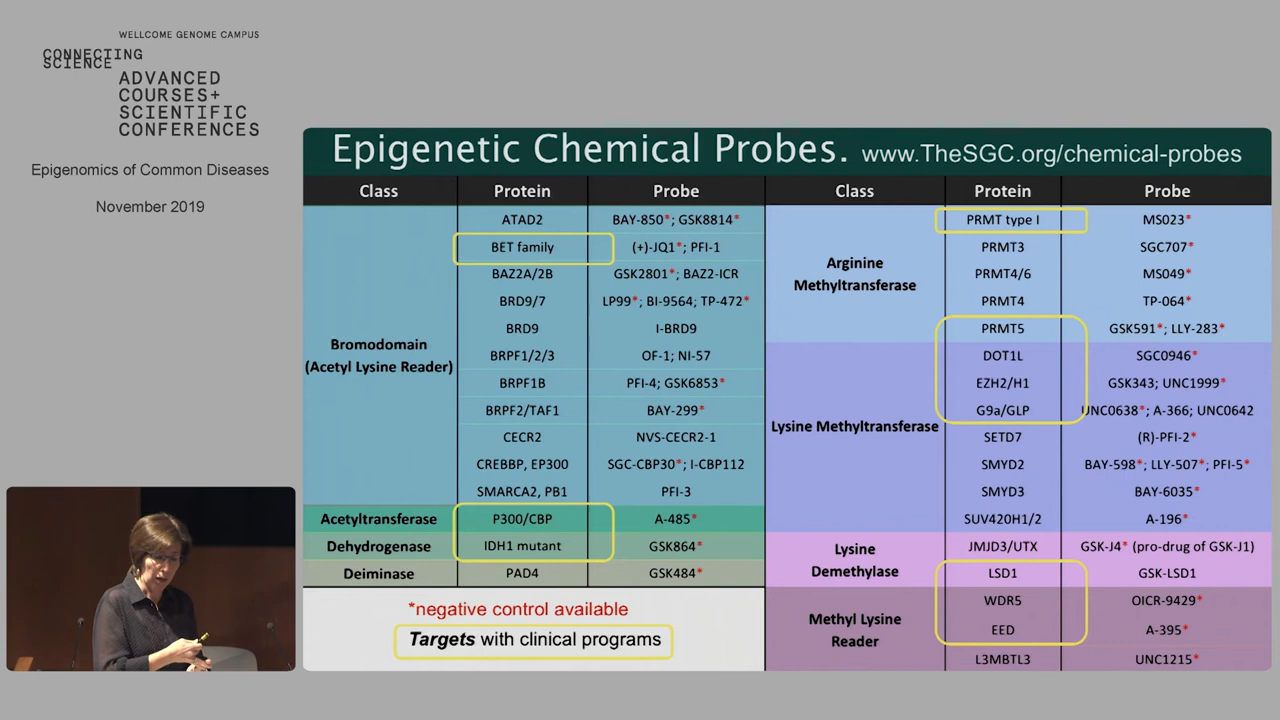 WELLCOME GENOME CAMPUS
CONNECTING
SCIENCE
ADVANCED
COURSES+
SCIENTIFIC
CONFERENCES
Epigenomics of Common Diseases
November 2019
Epigenetic Chemical Probes. www.TheSGC.org/chemical-probes
Class Protein Probe
Bromodomain
(Acetyl Lysine Reader)
ATAD2 BAY-850*; GSK8814*
BET family (+)-JQ1*; PFI-1
BAZ2A/2B GSK2801*; BAZ2-ICR
BRD9/7 LP99*; BI-9564; TP-472*
BRD9 I-BRD9
BRPF1/2/3 OF-1; NI-57
BRPF1B PFI-4; GSK6853*
BRPF2/TAF1 BAY-299*
CECR2 NVS-CECR2-1
CREBBP, EP300 SGC-CBP30*; I-CBP112
SMARCA2, PB1 PFI-3
Acetyltransferase P300/CBP A-485*
Dehydrogenase IDH1 mutant GSK864*
Deiminase PAD4 GSK484*
*negative control available
Targets with clinical programs
Class Protein Probe
Arginine
Methyltransferase
PRMT type I MS023*
PRMT3 SGC707*
PRMT4/6 MS049*
PRMT4 TP-064*
PRMT5 GSK591*; LLY-283*
Lysine Methyltransferase
DOT1L SGC0946*
EZH2/H1 GSK343; UNC1999*
G9a/GLP UNC0638*; A-366; UNC0642
SETD7 (R)-PFI-2*
SMYD2 BAY-598*; LLY-507*; PFI-5*
SMYD3 BAY-6035*
SUV420H1/2 A-196*
Lysine
Demethylase
JMJD3/UTX GSK-J4* (pro-drug of GSK-J1)
LSD1 GSK-LSD1
Methyl Lysine
Reader
WDR5 OICR-9429*
EED A-395*
L3MBTL3 UNC1215*